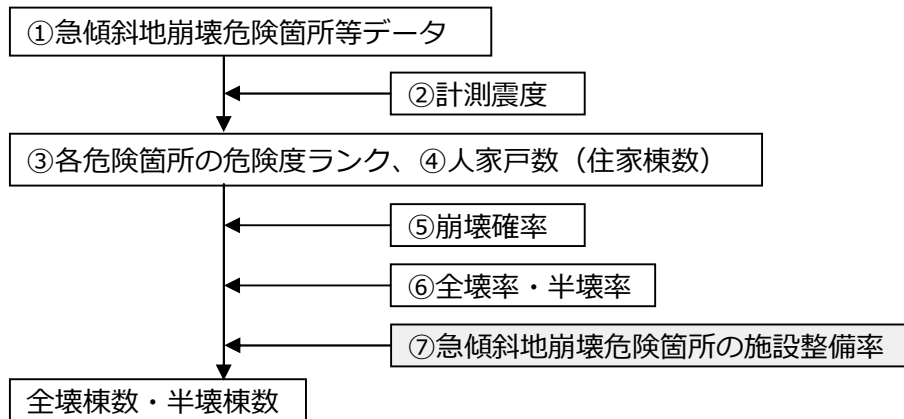 ①急傾斜地崩壊危険箇所等データ
②計測震度
③各危険箇所の危険度ランク、④人家戸数（住家棟数）
⑤崩壊確率
⑥全壊率・半壊率
⑦急傾斜地崩壊危険箇所の施設整備率
全壊棟数・半壊棟数